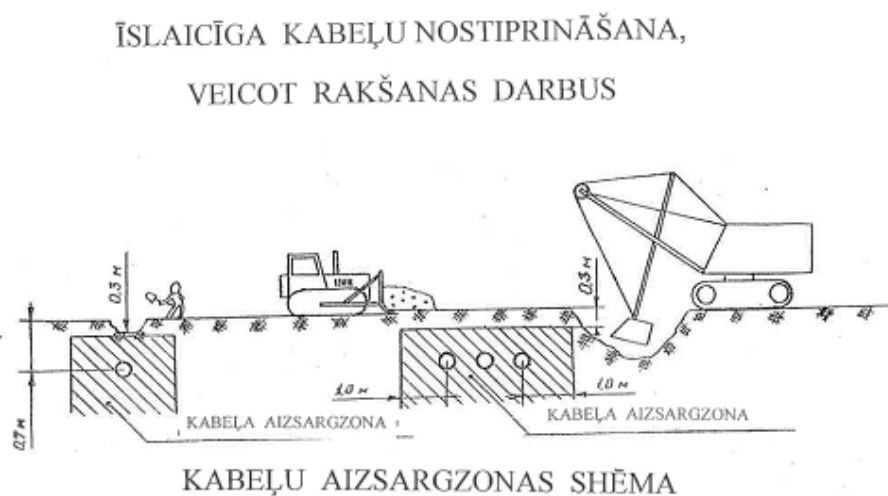 ĪSLAICĪGA KABEĻU NOSTIPRINĀŠANA,
VEICOT RAKŠANAS DARBUS
0,3 м
0,3 м
0,7 м
1,0 м
1,0 м
KABEĻA AIZSARGZONA
KABEĻA AIZSARGZONA
KABEĻU AIZSARGZONAS SHĒMA